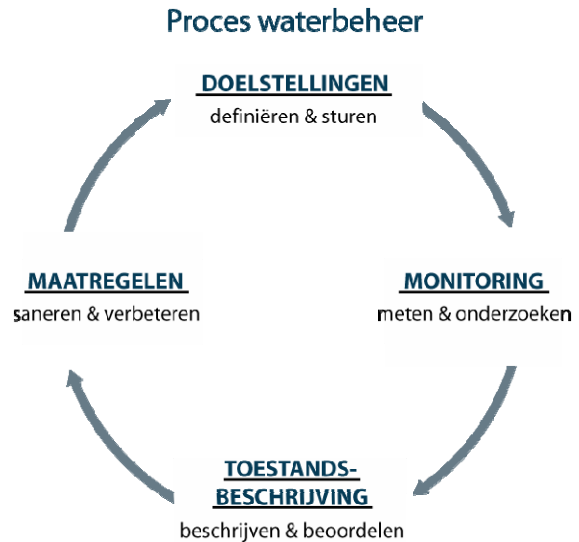 Proces waterbeheer
DOELSTELLINGEN
definiëren & sturen
MONITORING
meten & onderzoeken
TOESTANDS-
BESCHRIJVING
beschrijven & beoordelen
MAATREGELEN
saneren & verbeteren